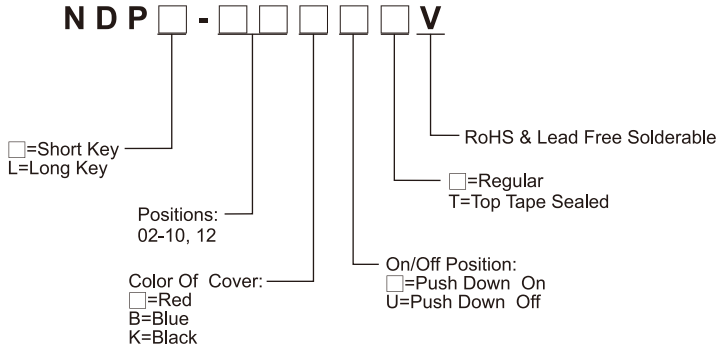 NDP□-□□□□□V
RoHS & Lead Free Solderable
□=Short Key
L=Long Key
□=Regular
T=Top Tape Sealed
Positions:
02-10, 12
On/Off Position:
□=Push Down On
U=Push Down Off
Color Of Cover:
□=Red
B=Blue
K=Black